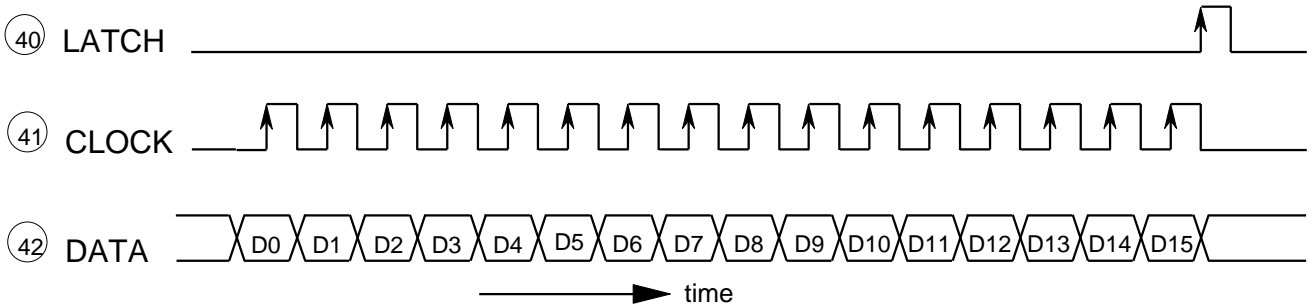 40 LATCH
41 CLOCK
42 DATA D0 D1 D2 D3 D4 D5 D6 D7 D8 D9 D10 D11 D12 D13 D14 D15
time